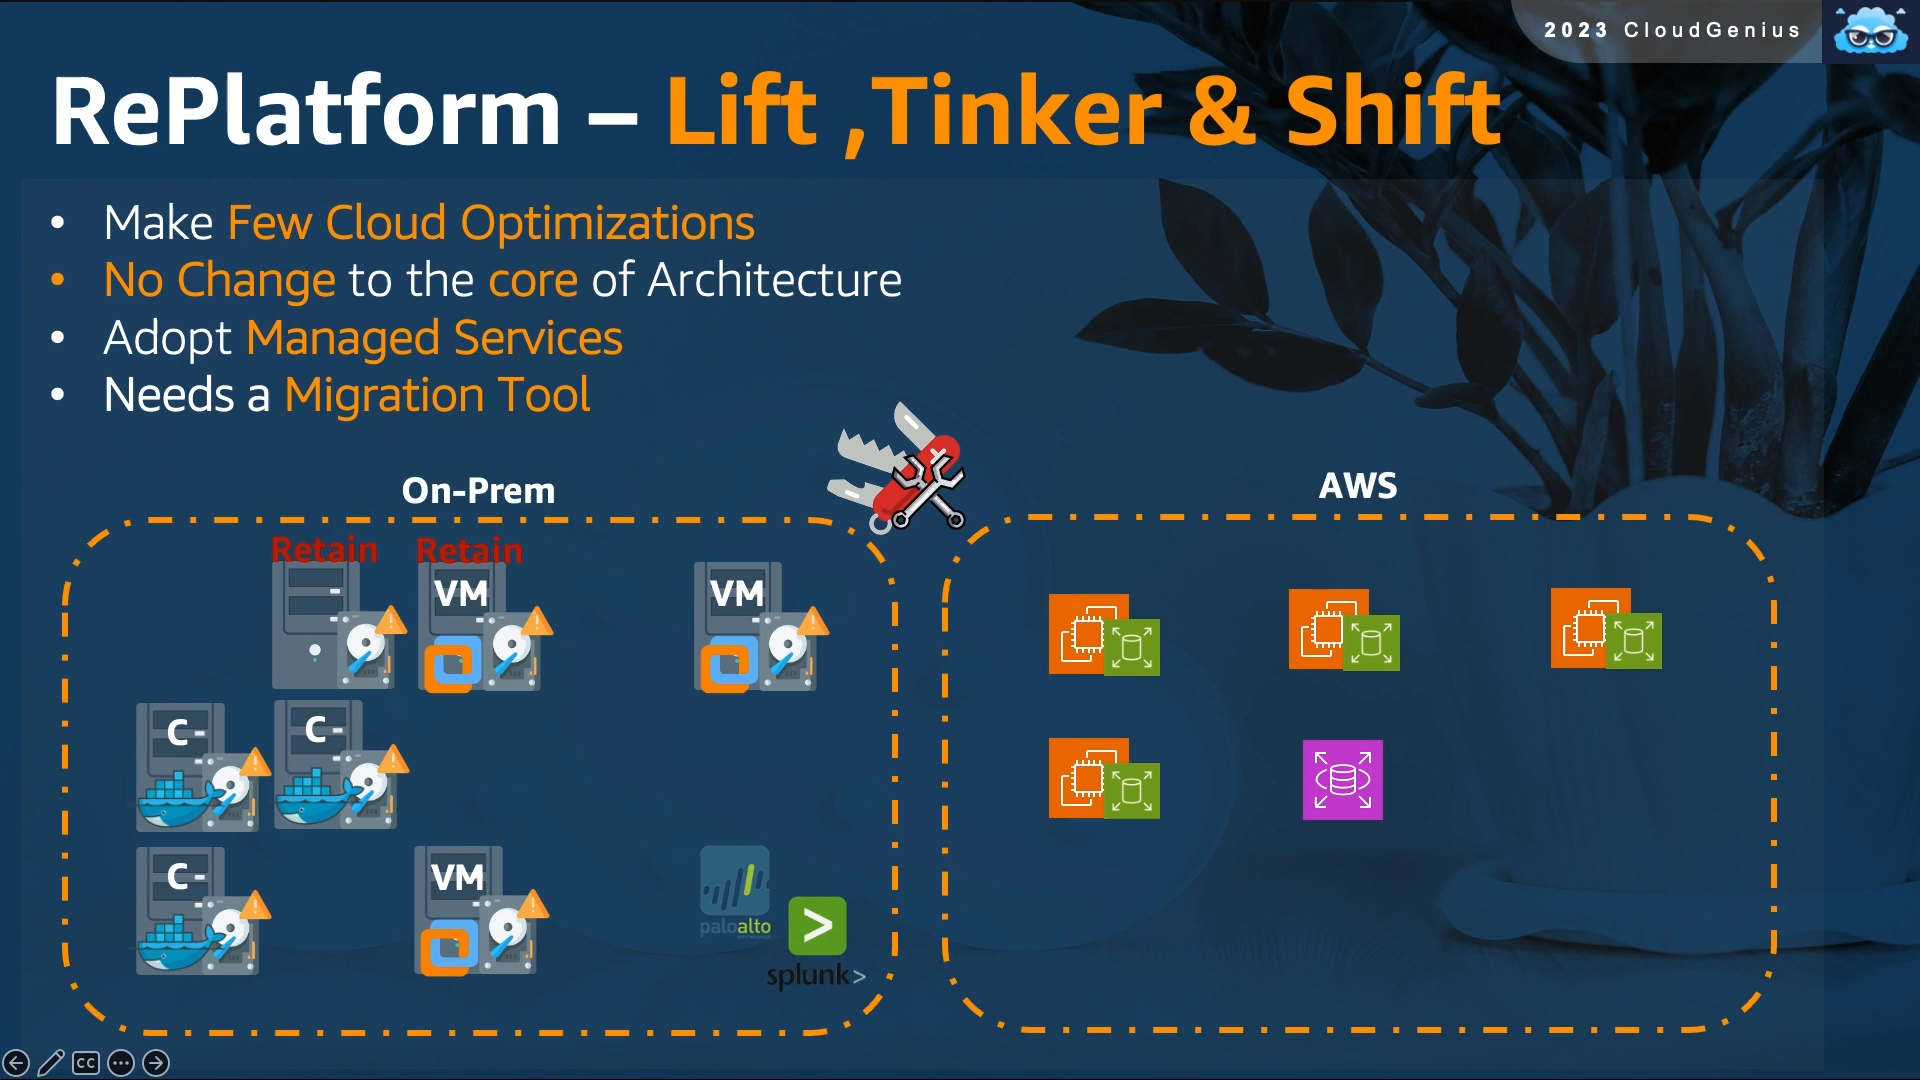 2023 CloudGenius
RePlatform – Lift ,Tinker & Shift
• Make Few Cloud Optimizations
• No Change to the core of Architecture
• Adopt Managed Services
• Needs a Migration Tool
On-Prem
AWS
Retain
Retain
VM
VM
C -
C -
C -
VM
paloalto
splunk>
CC